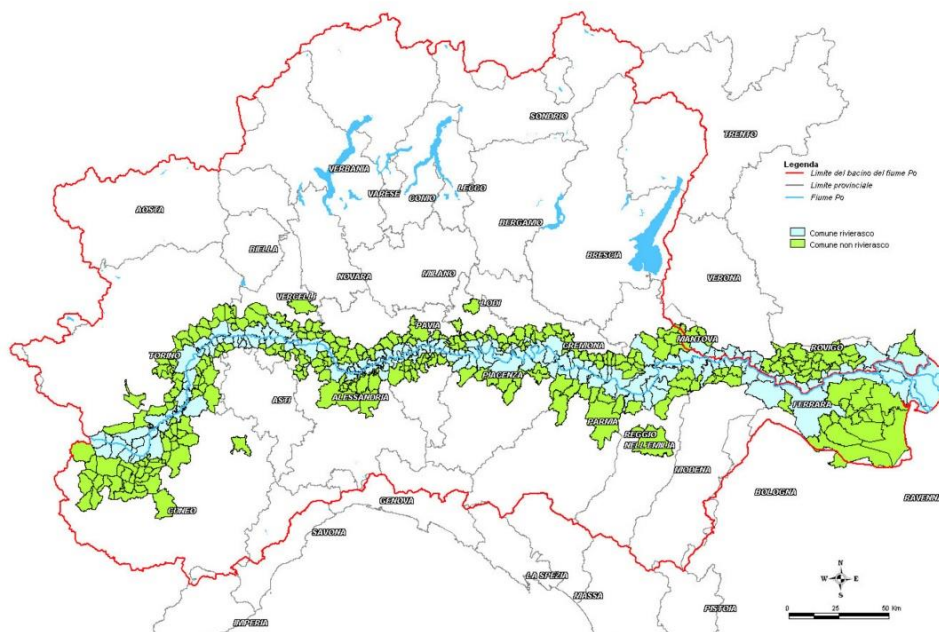 SONDRIO
TRENTO
Legenda
Limite del bacino del fiume Po
Limite provinciale
Fiume Po
Comune rivierasco
Comune non rivierasco
VERBANIA
VARESE
COMO
LECCO
AOSTA
BERGAMO
BIELLA
BRESCIA
NOVARA
MILANO
VERONA
VERCELLI
LODI
PAVIA
TORINO
CREMONA
MANTOVA
ROVIGO
PIACENZA
ASTI
ALESSANDRIA
FERRARA
PARMA
REGGIO
NELL'EMILIA
MODENA
BOLOGNA
RAVENNA
CUNEO
GENOVA
SAVONA
LA SPEZIA
MASSA
PISTOIA
IMPERIA
N
W E
S
0 25 50 Km